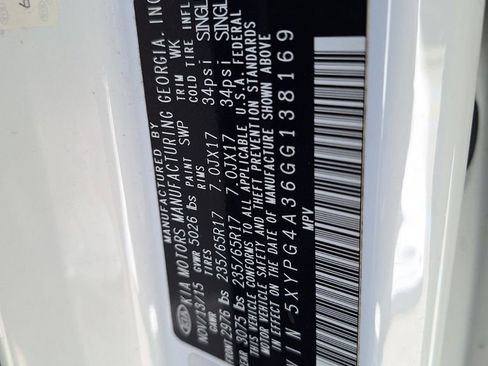 MANUFACTURED BY
KIA MOTORS MANUFACTURING GEORGIA. INC
NOV/13/15 GVWR 5026 lbs PAINT SWP TRIM WK
GAWR TIRES RIMS COLD TIRE INFL
FRONT 2976 lbs 235/65R17 7.0JX17 34psi SINGL
REAR 3075 lbs 235/65R17 7.0JX17 34psi SINGL
THIS VEHICLE CONFORMS TO ALL APPLICABLE U.S.A FEDERAL
MOTOR VEHICLE SAFETY AND THEFT PREVENTION STANDARDS
IN EFFECT ON THE DATE OF MANUFACTURE SHOWN ABOVE
VIN 5XYPG4A36GG138169
MPV